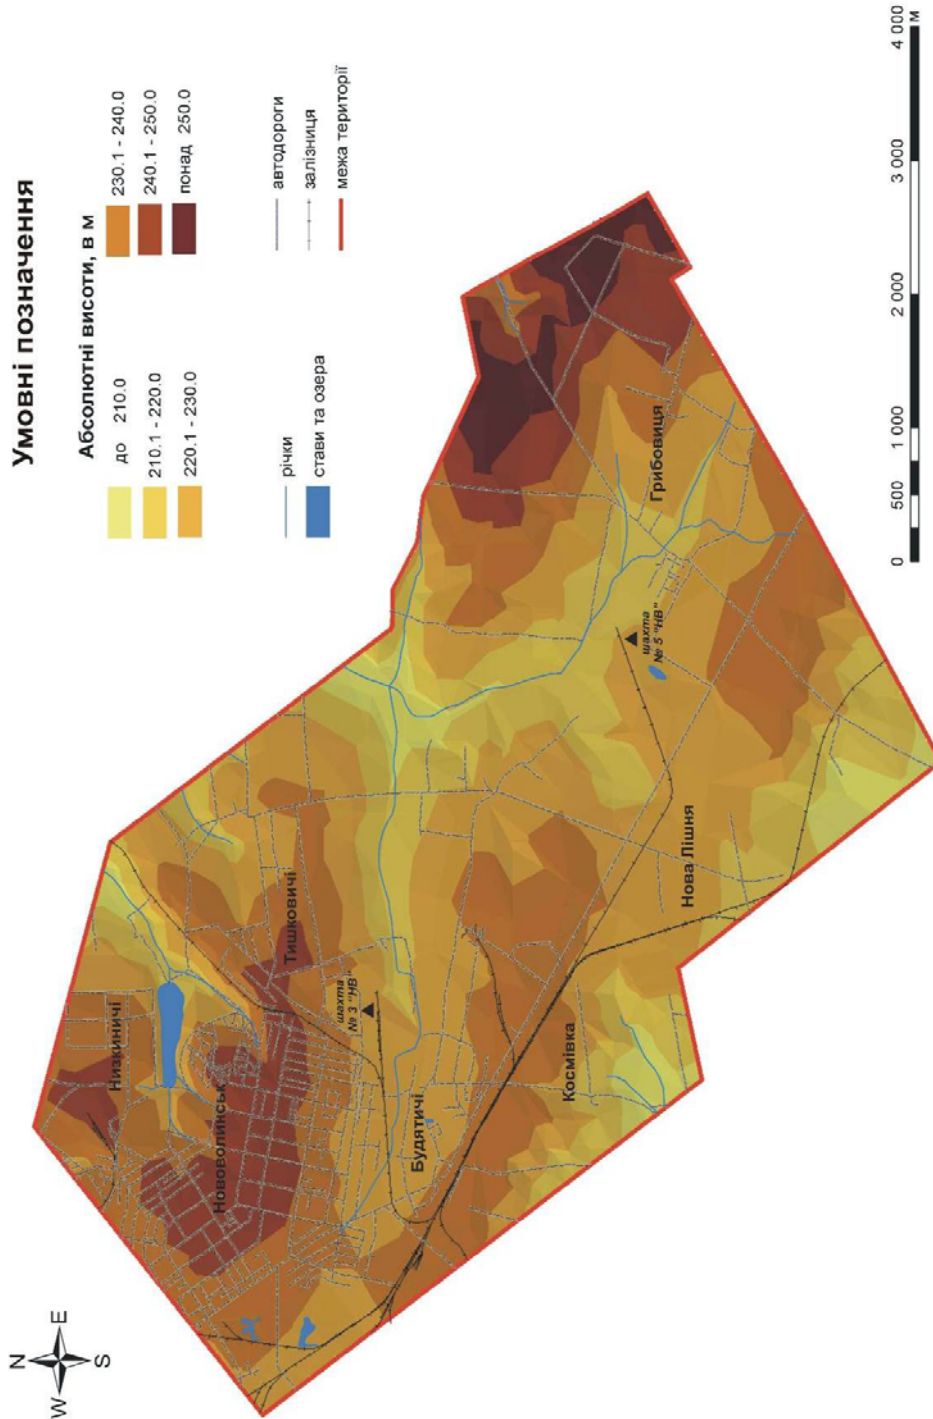 Умовні позначення
Абсолютні висоти, в м
до 210.0
210.1 - 220.0
220.1 - 230.0
230.1 - 240.0
240.1 - 250.0
понад 250.0
річки
стави та озера
автодороги
залізниця
межа території
N
W
E
S
Низкиничі
Нововолинськ
Тишковичі
шахта
№ 3 "НВ"
Будятичі
Космівка
Нова Лішня
шахта
№ 5 "НВ"
Грибовиця
0 500 1 000 2 000 3 000 4 000
м